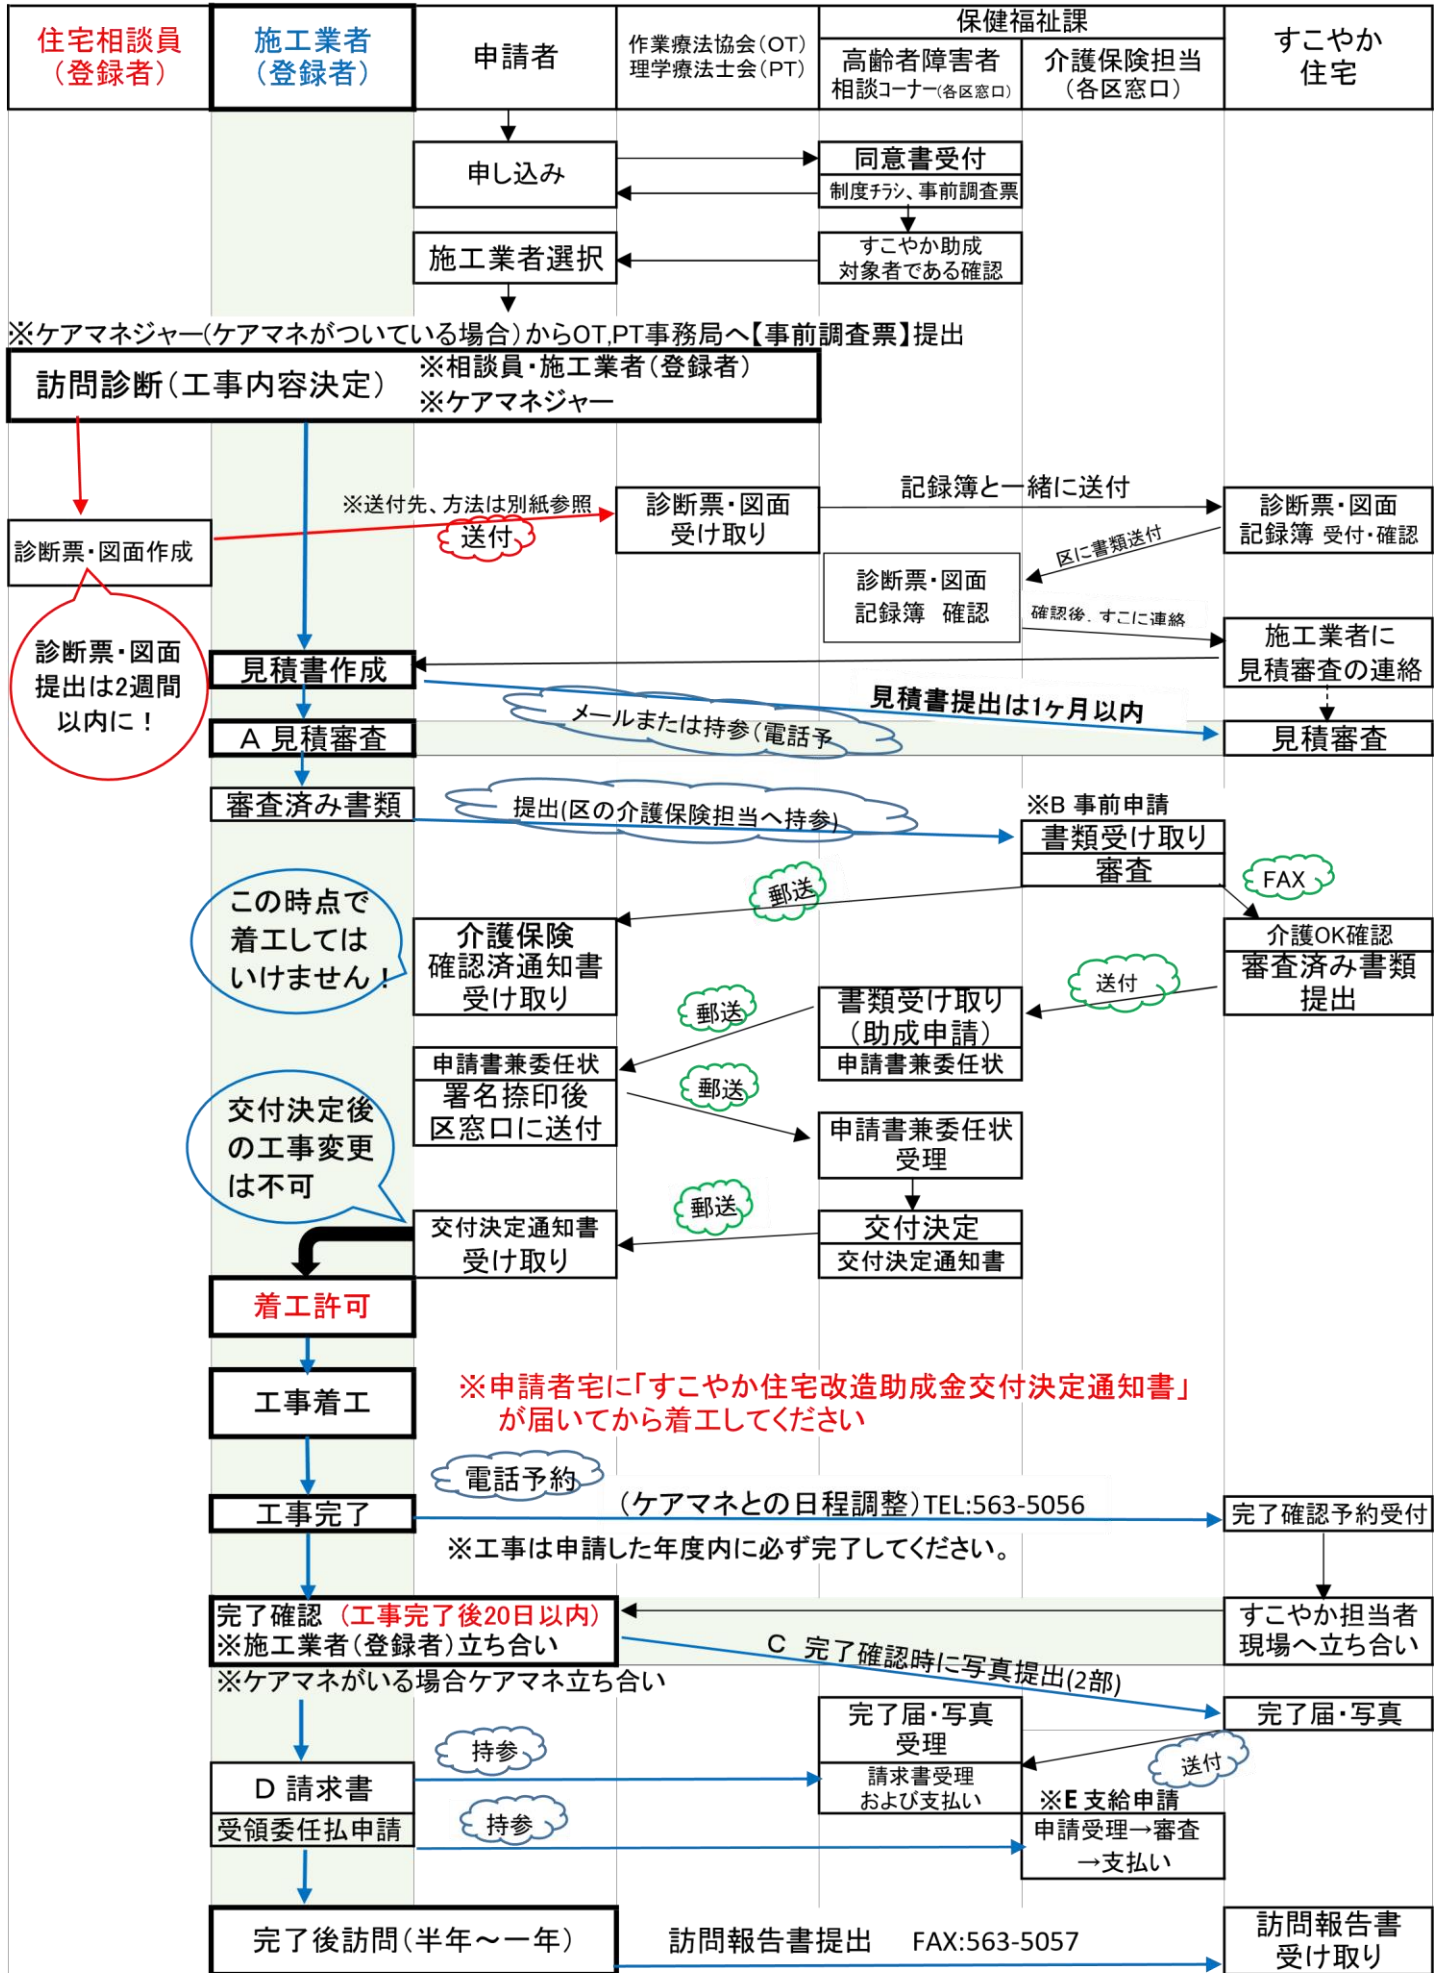 住宅相談員
（登録者）
施工業者
（登録者）
申請者
作業療法協会（OT）
理学療法士会（PT）
保健福祉課
高齢者障害者
相談コーナー（各区窓口）
介護保険担当
（各区窓口）
すこやか
住宅
申し込み
同意書受付
制度チラシ、事前調査票
施工業者選択
すこやか助成
対象者である確認
※ケアマネジャー（ケアマネがついている場合）からOT,PT事務局へ【事前調査票】提出
訪問診断（工事内容決定）
※相談員・施工業者（登録者）
※ケアマネジャー
※送付先、方法は別紙参照
送付
診断票・図面
受け取り
記録簿と一緒に送付
診断票・図面
記録簿 受付・確認
診断票・図面作成
区に書類送付
診断票・図面
記録簿 確認
確認後、すこに連絡
診断票・図面
提出は2週間
以内に！
施工業者に
見積審査の連絡
見積書作成
見積書提出は1ヶ月以内
メールまたは持参（電話予
A 見積審査
見積審査
審査済み書類
提出(区の介護保険担当へ持参)
※B 事前申請
書類受け取り
審査
FAX
郵送
この時点で
着工しては
いけません！
介護保険
確認済通知書
受け取り
介護OK確認
審査済み書類
提出
送付
郵送
書類受け取り
（助成申請）
申請書兼委任状
申請書兼委任状
署名捺印後
区窓口に送付
郵送
交付決定後
の工事変更
は不可
申請書兼委任状
受理
郵送
交付決定通知書
受け取り
交付決定
交付決定通知書
着工許可
工事着工
※申請者宅に「すこやか住宅改造助成金交付決定通知書」
が届いてから着工してください
電話予約
工事完了
（ケアマネとの日程調整）TEL:563-5056
完了確認予約受付
※工事は申請した年度内に必ず完了してください。
完了確認（工事完了後20日以内）
※施工業者（登録者）立ち合い
すこやか担当者
現場へ立ち合い
C 完了確認時に写真提出(2部)
※ケアマネがいる場合ケアマネ立ち合い
完了届・写真
受理
完了届・写真
持参
送付
D 請求書
請求書受理
および支払い
※E 支給申請
受領委任払申請
持参
申請受理→審査
→支払い
完了後訪問（半年～一年）
訪問報告書提出 FAX:563-5057
訪問報告書
受け取り